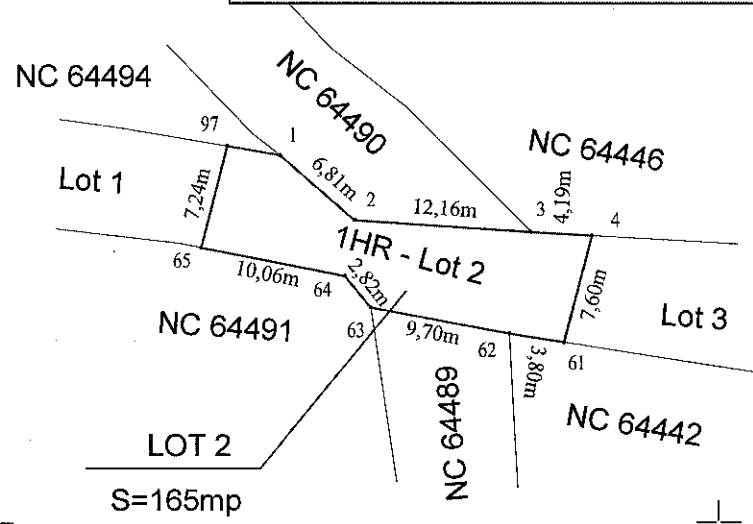 NC 64494
NC 64490
NC 64446
97
1
Lot 1
7,24m
6,81m
2
12,16m
3
4,19m
4
1HR - Lot 2
65
10,06m
64
2,82m
7,60m
Lot 3
NC 64491
63
9,70m
62
3,80m
61
NC 64489
NC 64442
LOT 2
S=165mp